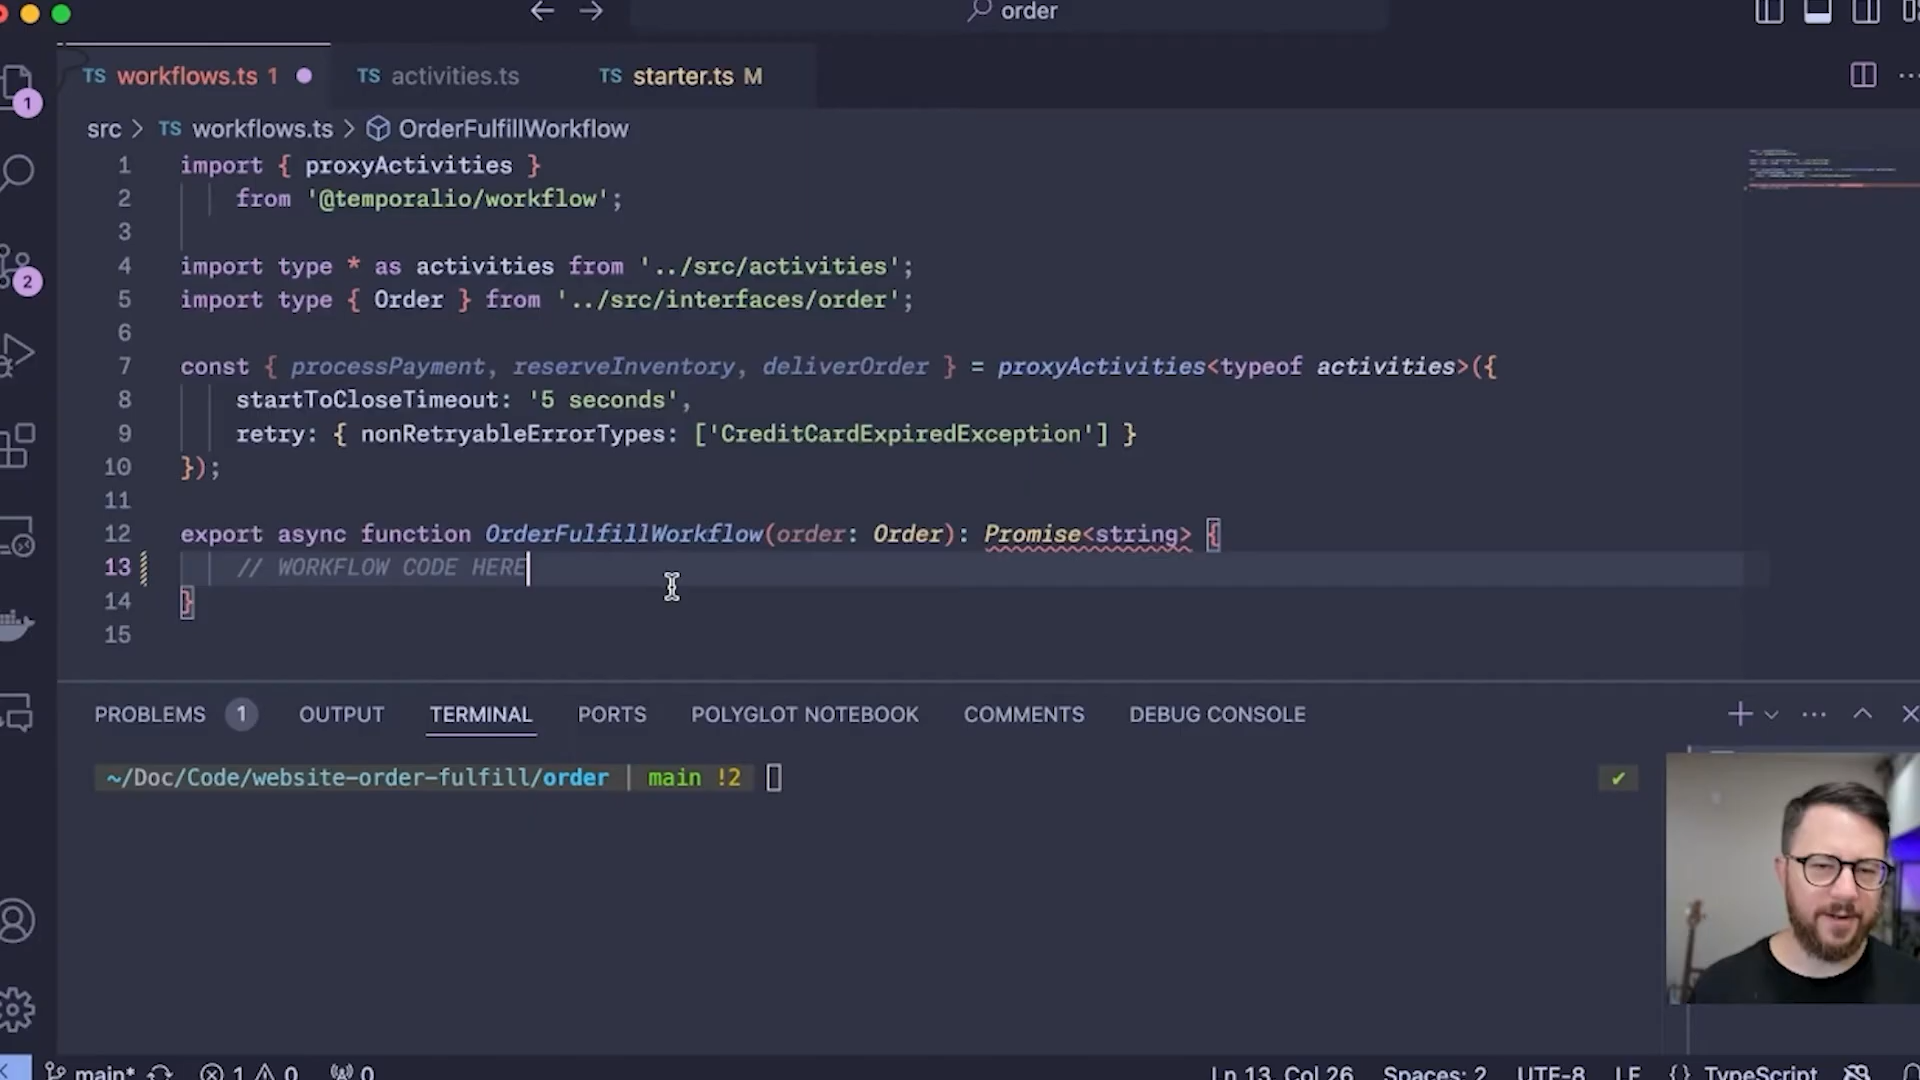 order
TS workflows.ts 1
TS activities.ts
TS starter.ts M
src > TS workflows.ts > OrderFulfillWorkflow
1 import { proxyActivities }
2 from '@temporalio/workflow';
3
4 import type * as activities from '../src/activities';
5 import type { Order } from '../src/interfaces/order';
6
7 const { processPayment, reserveInventory, deliverOrder } = proxyActivities<typeof activities>({
8 startToCloseTimeout: '5 seconds',
9 retry: { nonRetryableErrorTypes: ['CreditCardExpiredException'] }
10 });
11
12 export async function OrderFulfillWorkflow(order: Order): Promise<string> {
13 // WORKFLOW CODE HERE
14 }
15
1
2
PROBLEMS 1 OUTPUT TERMINAL PORTS POLYGLOT NOTEBOOK COMMENTS DEBUG CONSOLE
~/Doc/Code/website-order-fulfill/order | main !2
main* 1 0 0 Ln 13, Col 26 Spaces: 2 UTF-8 LF {} TypeScript